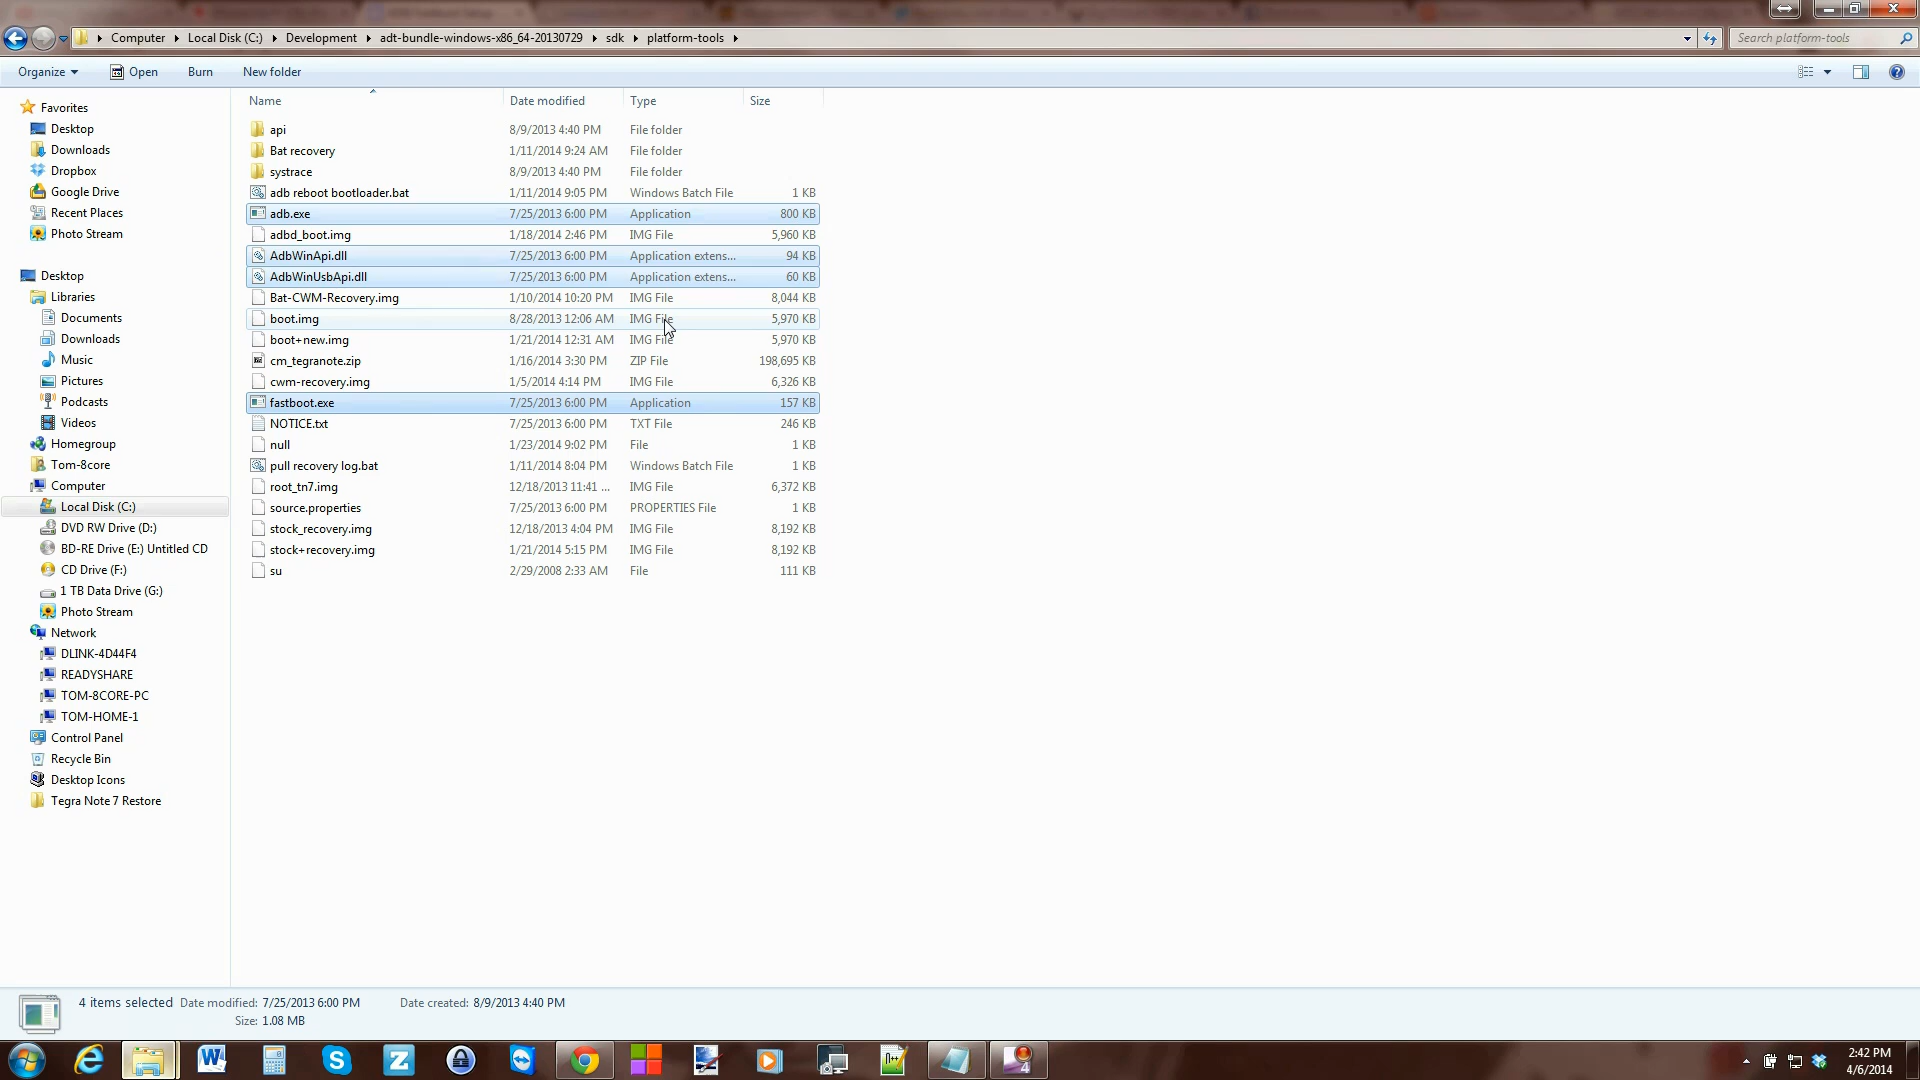 Computer Local Disk (C:) Development adt-bundle-windows-x86_64-20130729 sdk platform-tools
Search platform-tools
Organize Open Burn New folder
Name Date modified Type Size
Favorites
Desktop
Downloads
Dropbox
Google Drive
Recent Places
Photo Stream
Desktop
Libraries
Documents
Downloads
Music
Pictures
Podcasts
Videos
Homegroup
Tom-8core
Computer
Local Disk (C:)
DVD RW Drive (D:)
BD-RE Drive (E:) Untitled CD
CD Drive (F:)
1 TB Data Drive (G:)
Photo Stream
Network
DLINK-4D44F4
READYSHARE
TOM-8CORE-PC
TOM-HOME-1
Control Panel
Recycle Bin
Desktop Icons
Tegra Note 7 Restore
api 8/9/2013 4:40 PM File folder
Bat recovery 1/11/2014 9:24 AM File folder
systrace 8/9/2013 4:40 PM File folder
adb reboot bootloader.bat 1/11/2014 9:05 PM Windows Batch File 1 KB
adb.exe 7/25/2013 6:00 PM Application 800 KB
adbd_boot.img 1/18/2014 2:46 PM IMG File 5,960 KB
AdbWinApi.dll 7/25/2013 6:00 PM Application extens... 94 KB
AdbWinUsbApi.dll 7/25/2013 6:00 PM Application extens... 60 KB
Bat-CWM-Recovery.img 1/10/2014 10:20 PM IMG File 8,044 KB
boot.img 8/28/2013 12:06 AM IMG File 5,970 KB
boot+new.img 1/21/2014 12:31 AM IMG File 5,970 KB
cm_tegranote.zip 1/16/2014 3:30 PM ZIP File 198,695 KB
cwm-recovery.img 1/5/2014 4:14 PM IMG File 6,326 KB
fastboot.exe 7/25/2013 6:00 PM Application 157 KB
NOTICE.txt 7/25/2013 6:00 PM TXT File 246 KB
null 1/23/2014 9:02 PM File 1 KB
pull recovery log.bat 1/11/2014 8:04 PM Windows Batch File 1 KB
root_tn7.img 12/18/2013 11:41 ... IMG File 6,372 KB
source.properties 7/25/2013 6:00 PM PROPERTIES File 1 KB
stock_recovery.img 12/18/2013 4:04 PM IMG File 8,192 KB
stock+recovery.img 1/21/2014 5:15 PM IMG File 8,192 KB
su 2/29/2008 2:33 AM File 111 KB
4 items selected Date modified: 7/25/2013 6:00 PM Date created: 8/9/2013 4:40 PM
Size: 1.08 MB
2:42 PM
4/6/2014